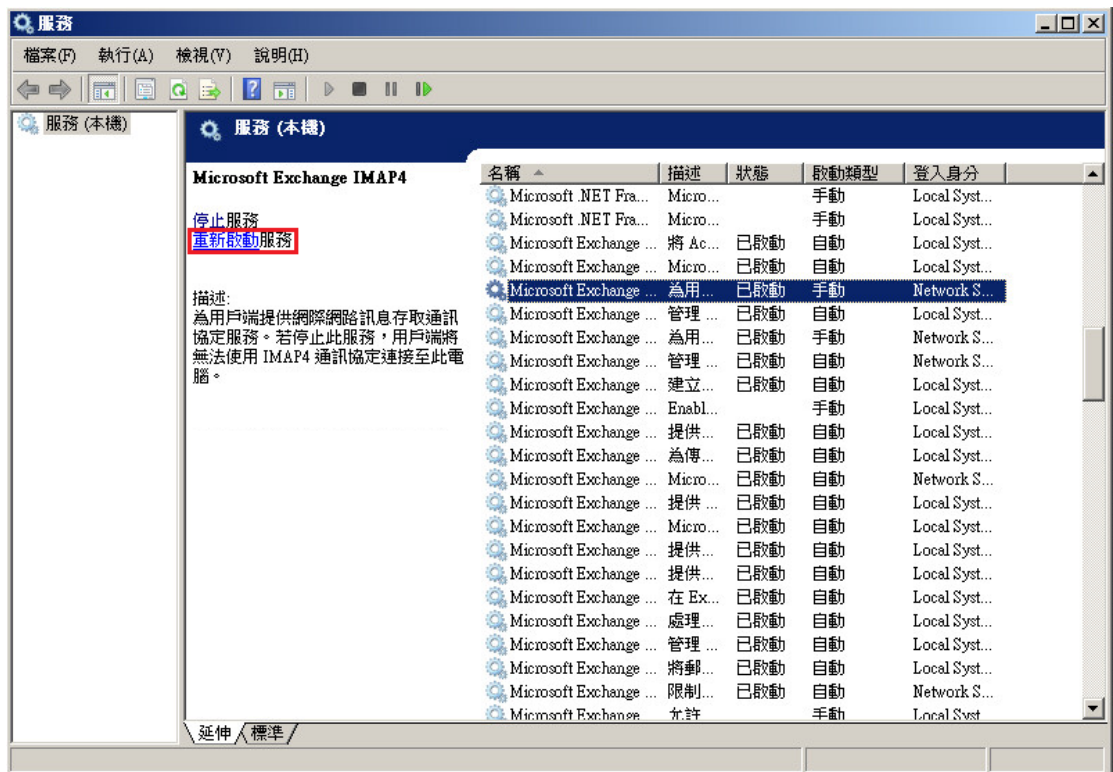 服務
檔案(F) 執行(A) 檢視(V) 說明(H)
服務 (本機)
服務 (本機)
Microsoft Exchange IMAP4
停止服務
重新啟動服務
描述:
為用戶端提供網際網路訊息存取通訊
協定服務。若停止此服務，用戶端將
無法使用 IMAP4 通訊協定連接至此電
腦。
名稱 描述 狀態 啟動類型 登入身分
Microsoft .NET Fra... Micro... 手動 Local Syst...
Microsoft .NET Fra... Micro... 手動 Local Syst...
Microsoft Exchange ... 將 Ac... 已啟動 自動 Local Syst...
Microsoft Exchange ... Micro... 已啟動 自動 Local Syst...
Microsoft Exchange ... 為用... 已啟動 手動 Network S...
Microsoft Exchange ... 管理 ... 已啟動 自動 Local Syst...
Microsoft Exchange ... 為用... 已啟動 手動 Network S...
Microsoft Exchange ... 管理 ... 已啟動 自動 Network S...
Microsoft Exchange ... 建立... 已啟動 自動 Local Syst...
Microsoft Exchange ... Enabl... 手動 Local Syst...
Microsoft Exchange ... 提供... 已啟動 自動 Local Syst...
Microsoft Exchange ... 為傳... 已啟動 自動 Local Syst...
Microsoft Exchange ... Micro... 已啟動 自動 Network S...
Microsoft Exchange ... 提供 ... 已啟動 自動 Local Syst...
Microsoft Exchange ... Micro... 已啟動 自動 Local Syst...
Microsoft Exchange ... 提供... 已啟動 自動 Local Syst...
Microsoft Exchange ... 提供... 已啟動 自動 Local Syst...
Microsoft Exchange ... 在 Ex... 已啟動 自動 Local Syst...
Microsoft Exchange ... 處理... 已啟動 自動 Local Syst...
Microsoft Exchange ... 管理 ... 已啟動 自動 Local Syst...
Microsoft Exchange ... 將郵... 已啟動 自動 Local Syst...
Microsoft Exchange ... 限制... 已啟動 自動 Network S...
Microsoft Exchange 允許 手動 Local Syst
延伸 標準